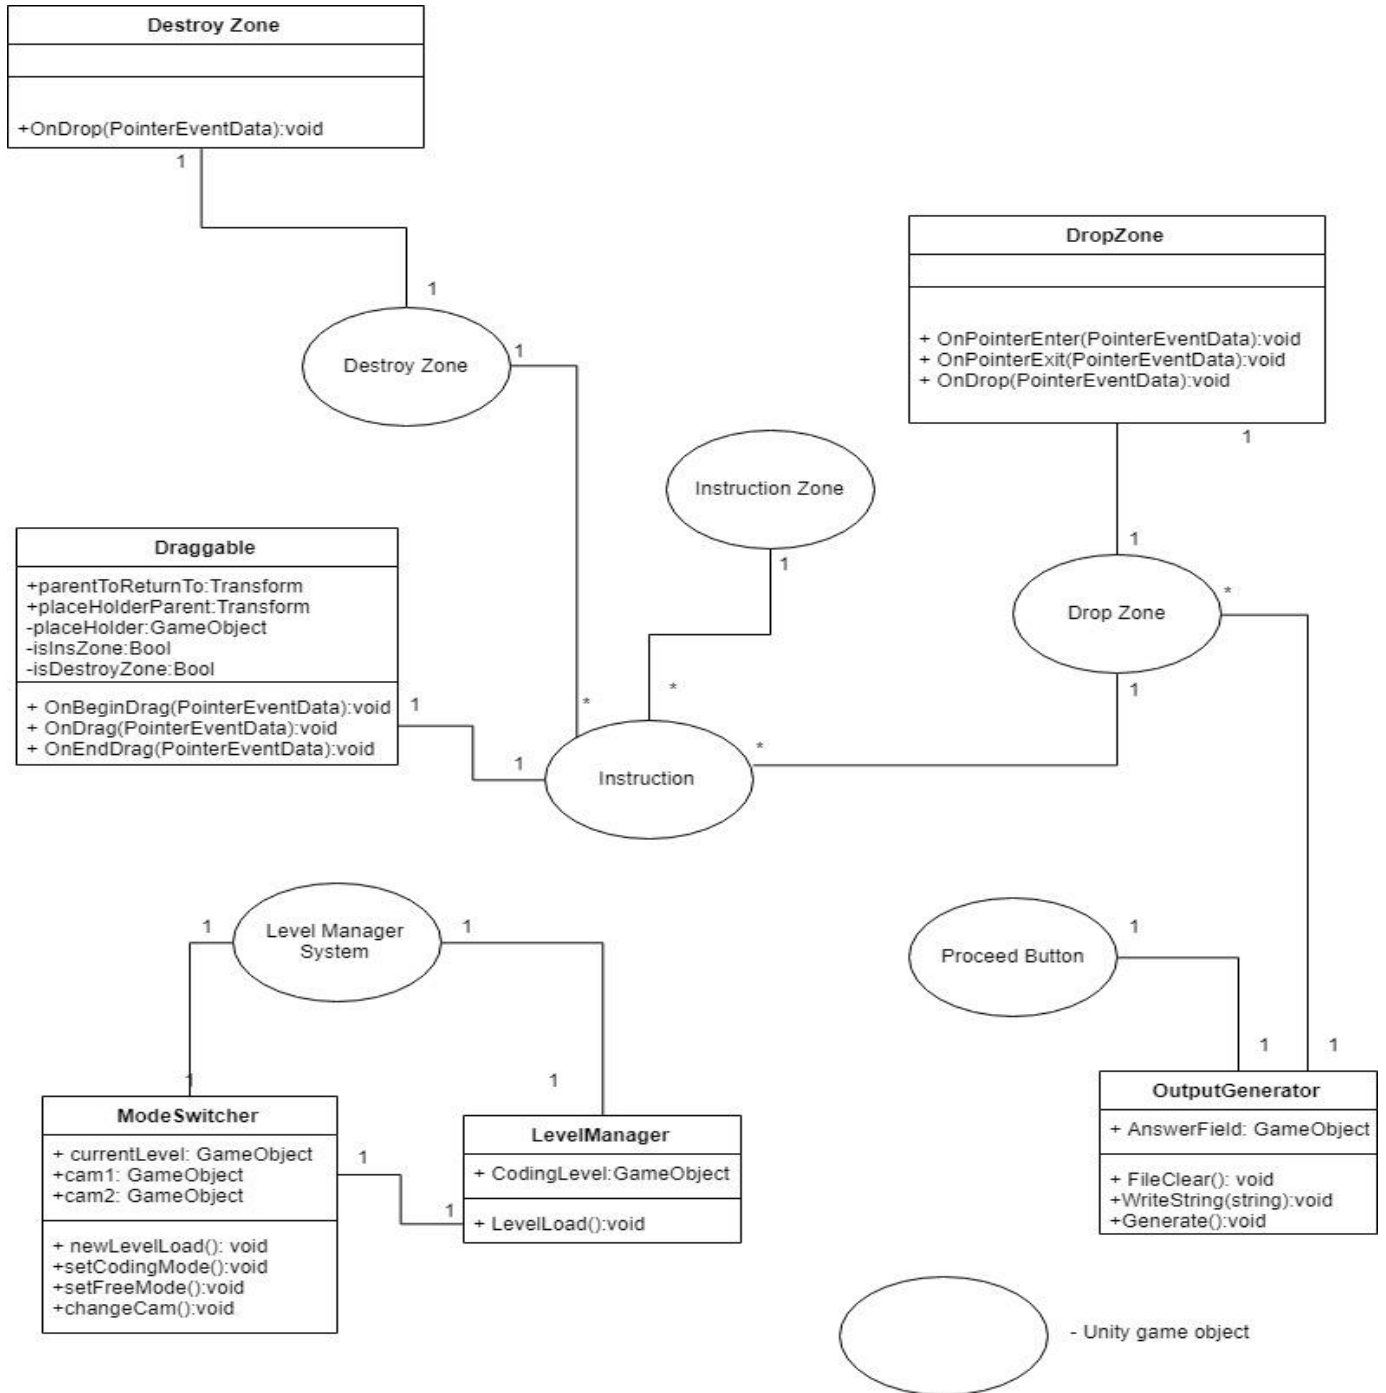 Destroy Zone
+OnDrop(PointerEventData):void
1
1
Destroy Zone
1
DropZone
+ OnPointerEnter(PointerEventData):void
+ OnPointerExit(PointerEventData):void
+ OnDrop(PointerEventData):void
1
Instruction Zone
1
1
Drop Zone
*
1
Draggable
+parentToReturnTo:Transform
+placeHolderParent:Transform
-placeHolder:GameObject
-isInsZone:Bool
-isDestroyZone:Bool
+ OnBeginDrag(PointerEventData):void
+ OnDrag(PointerEventData):void
+ OnEndDrag(PointerEventData):void
1
1
*
*
*
Instruction
1
Level Manager
System
1
Proceed Button
1
1
1
1
1
ModeSwitcher
+ currentLevel: GameObject
+cam1: GameObject
+cam2: GameObject
+ newLevelLoad(): void
+setCodingMode():void
+setFreeMode():void
+changeCam():void
1
1
LevelManager
+ CodingLevel:GameObject
+ LevelLoad():void
OutputGenerator
+ AnswerField: GameObject
+ FileClear(): void
+WriteString(string):void
+Generate():void
- Unity game object